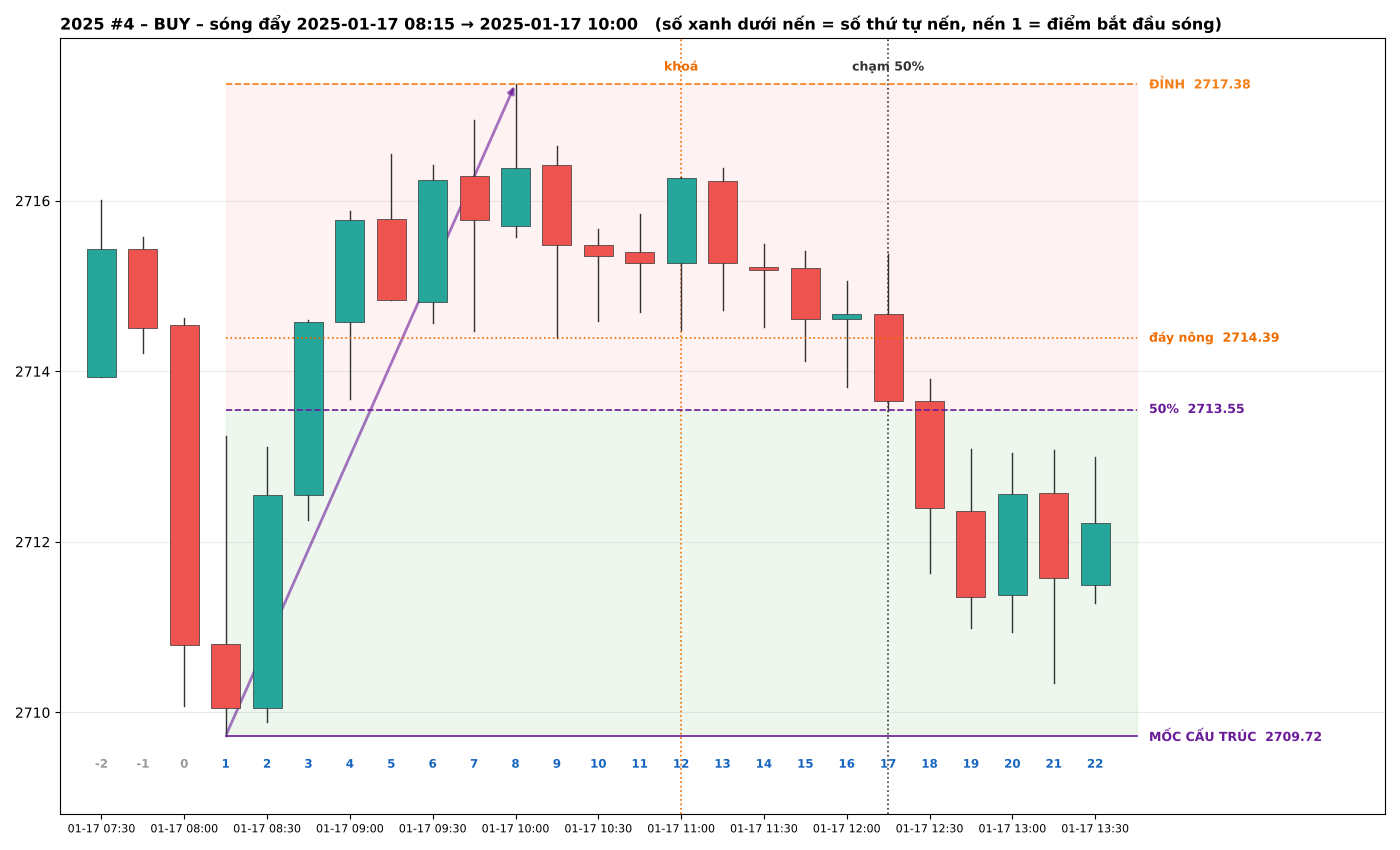 2025 #4 – BUY – sóng đẩy 2025-01-17 08:15 → 2025-01-17 10:00 (số xanh dưới nến = số thứ tự nến, nến 1 = điểm bắt đầu sóng)
khoá
chạm 50%
ĐỈNH 2717.38
2716
đáy nông 2714.39
2714
50% 2713.55
2712
2710
MỐC CẤU TRÚC 2709.72
-2 -1 0 1 2 3 4 5 6 7 8 9 10 11 12 13 14 15 16 17 18 19 20 21 22
01-17 07:30 01-17 08:00 01-17 08:30 01-17 09:00 01-17 09:30 01-17 10:00 01-17 10:30 01-17 11:00 01-17 11:30 01-17 12:00 01-17 12:30 01-17 13:00 01-17 13:30